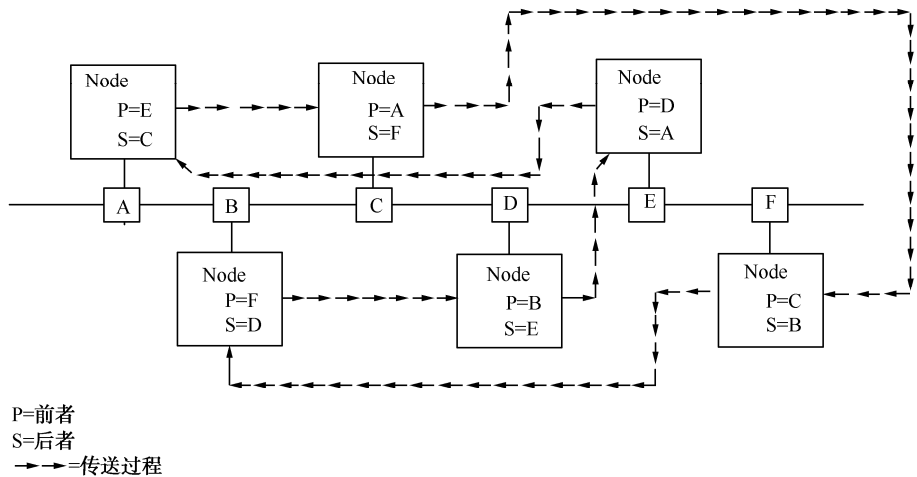 Node
P=E
S=C
Node
P=A
S=F
Node
P=D
S=A
A
B
C
D
E
F
Node
P=F
S=D
Node
P=B
S=E
Node
P=C
S=B
P=前者
S=后者
=传送过程